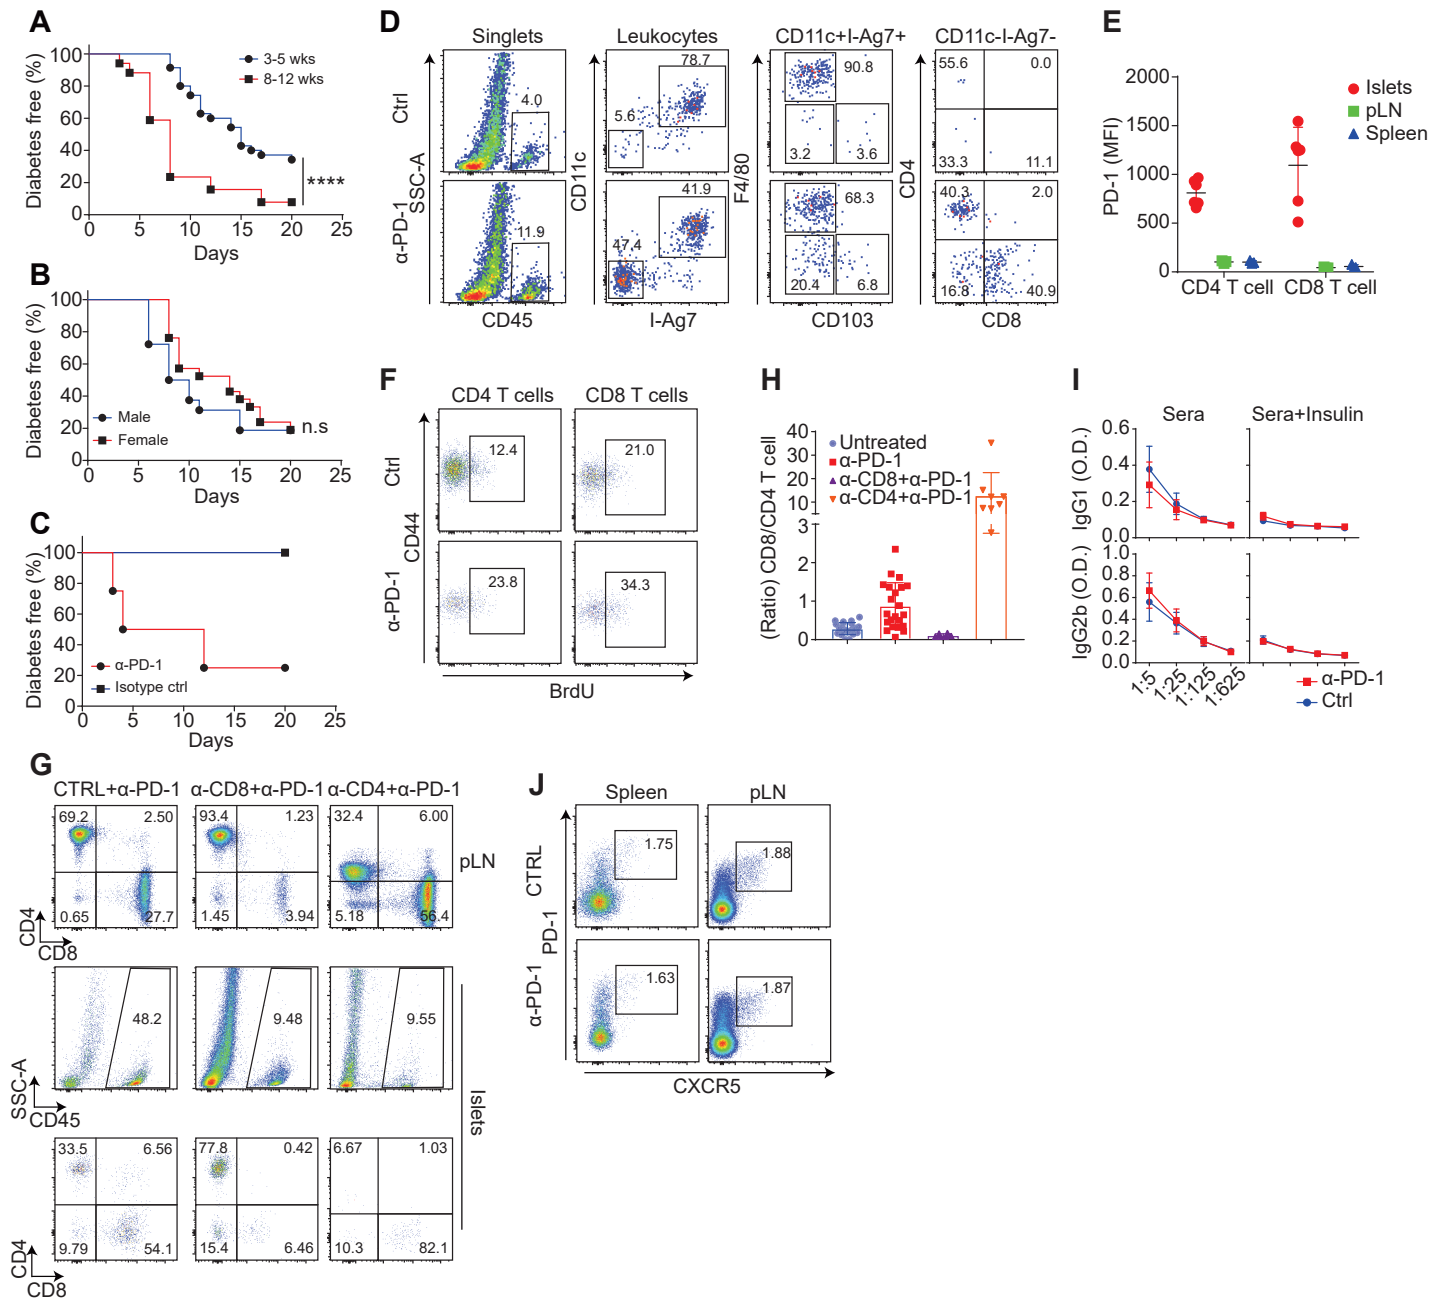 A
Diabetes free (%)
100
80
60
40
20
0
3-5 wks
8-12 wks
****
0 5 10 15 20 25
Days
B
Diabetes free (%)
100
80
60
40
20
0
Male
Female
n.s
0 5 10 15 20 25
C
Diabetes free (%)
100
80
60
40
20
0
α-PD-1
Isotype ctrl
0 5 10 15 20 25
Days
D
Singlets Leukocytes CD11c+I-Ag7+ CD11c-I-Ag7-
Ctrl
α-PD-1
SSC-A
CD11c
F4/80
CD4
4.0
78.7
5.6
90.8
3.2 3.6
55.6 0.0
33.3 11.1
11.9
41.9
47.4
68.3
20.4 6.8
40.3 2.0
16.8 40.9
CD45 I-Ag7 CD103 CD8
E
PD-1 (MFI)
2000
1500
1000
500
0
Islets
pLN
Spleen
CD4 T cell CD8 T cell
F
CD4 T cells CD8 T cells
Ctrl
α-PD-1
CD44
12.4 21.0
23.8 34.3
BrdU
G
CTRL+α-PD-1 α-CD8+α-PD-1 α-CD4+α-PD-1
69.2 2.50
0.65 27.7
93.4 1.23
1.45 3.94
32.4 6.00
5.18 56.4
pLN
CD4
CD8
48.2 9.48 9.55
SSC-A
CD45
Islets
33.5 6.56
9.79 54.1
77.8 0.42
15.4 6.46
6.67 1.03
10.3 82.1
CD4
CD8
H
(Ratio) CD8/CD4 T cell
40
35
30
25
20
15
10
5
3
2
1
0
Untreated
α-PD-1
α-CD8+α-PD-1
α-CD4+α-PD-1
I
Sera Sera+Insulin
IgG1 (O.D.)
0.6
0.4
0.2
0.0
IgG2b (O.D.)
1.0
0.8
0.6
0.4
0.2
0.0
1:5 1:25 1:125 1:625
α-PD-1
Ctrl
J
Spleen pLN
CTRL
α-PD-1
PD-1
1.75 1.88
1.63 1.87
CXCR5